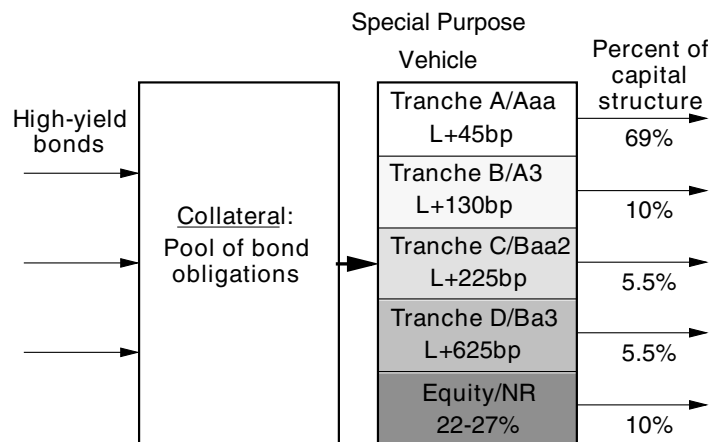 Special Purpose
Vehicle
Percent of
capital
structure
High-yield
bonds
Collateral:
Pool of bond
obligations
Tranche A/Aaa
L+45bp
69%
Tranche B/A3
L+130bp
10%
Tranche C/Baa2
L+225bp
5.5%
Tranche D/Ba3
L+625bp
5.5%
Equity/NR
22-27%
10%